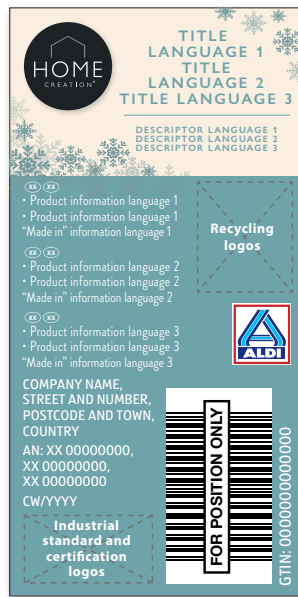 HOME
CREATION®
TITLE
LANGUAGE 1
TITLE
LANGUAGE 2
TITLE LANGUAGE 3
DESCRIPTOR LANGUAGE 1
DESCRIPTOR LANGUAGE 2
DESCRIPTOR LANGUAGE 3
XX XX
• Product information language 1
• Product information language 1
“Made in” information language 1
XX XX
• Product information language 2
• Product information language 2
“Made in” information language 2
XX XX
• Product information language 3
• Product information language 3
“Made in” information language 3
Recycling
logos
ALDI
COMPANY NAME,
STREET AND NUMBER,
POSTCODE AND TOWN,
COUNTRY
AN: XX 00000000,
XX 00000000,
XX 00000000
CW/YYYY
Industrial
standard and
certification
logos
FOR POSITION ONLY
GTIN: 00000000000000